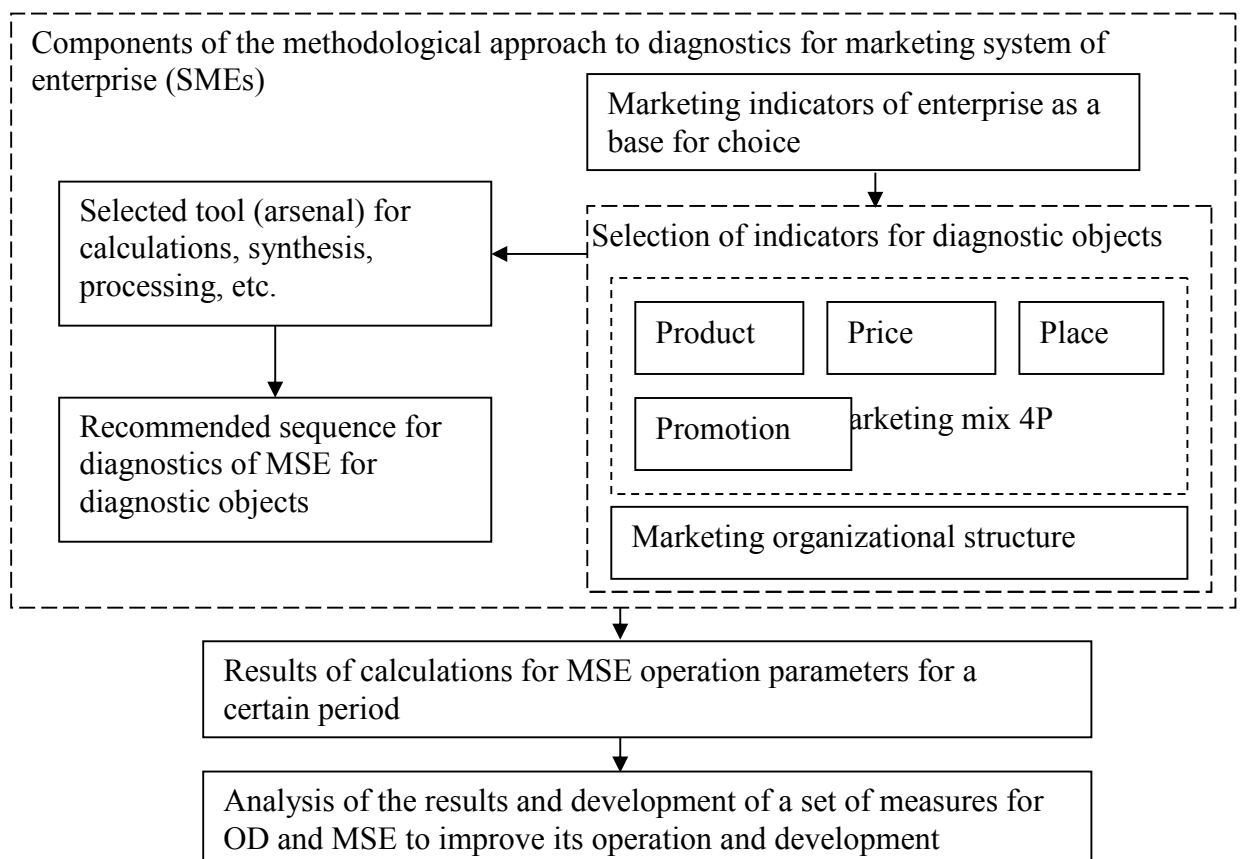 Components of the methodological approach to diagnostics for marketing system of
enterprise (SMEs)
Marketing indicators of enterprise as a
base for choice
Selected tool (arsenal) for
calculations, synthesis,
processing, etc.
Selection of indicators for diagnostic objects
Product
Price
Place
Promotion
arketing mix 4P
Recommended sequence for
diagnostics of MSE for
diagnostic objects
Marketing organizational structure
Results of calculations for MSE operation parameters for a
certain period
Analysis of the results and development of a set of measures for
OD and MSE to improve its operation and development